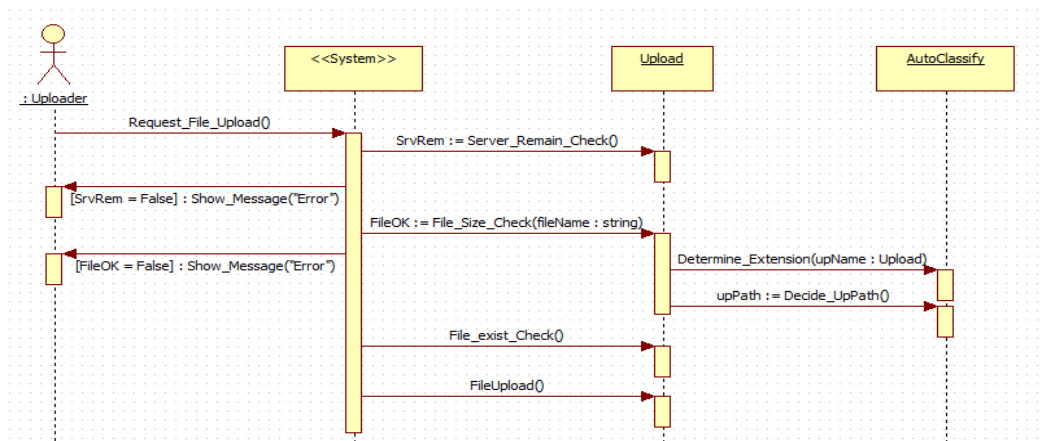 <<System>>
Upload
AutoClassify
: Uploader
Request_File_Upload()
SrvRem := Server_Remain_Check()
[SrvRem = False] : Show_Message("Error")
FileOK := File_Size_Check(fileName : string)
[FileOK = False] : Show_Message("Error")
Determine_Extension(upName : Upload)
upPath := Decide_UpPath()
File_exist_Check()
FileUpload()